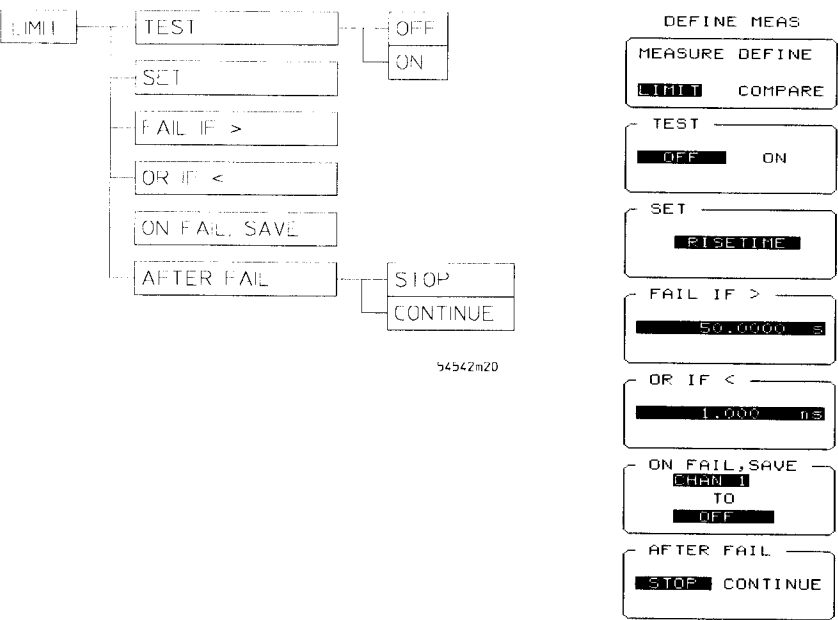 LIMIT
TEST
OFF
ON
SET
FAIL IF >
OR IF <
ON FAIL, SAVE
AFTER FAIL
STOP
CONTINUE
54542m20
DEFINE MEAS
MEASURE DEFINE
LIMIT COMPARE
TEST
OFF ON
SET
RISETIME
FAIL IF >
50.0000 s
OR IF <
1.000 ns
ON FAIL,SAVE
CHAN 1
TO
OFF
AFTER FAIL
STOP CONTINUE